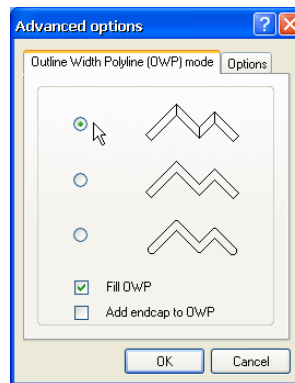 Advanced options
Outline Width Polyline (OWP) mode
Options
Fill OWP
Add endcap to OWP
OK
Cancel